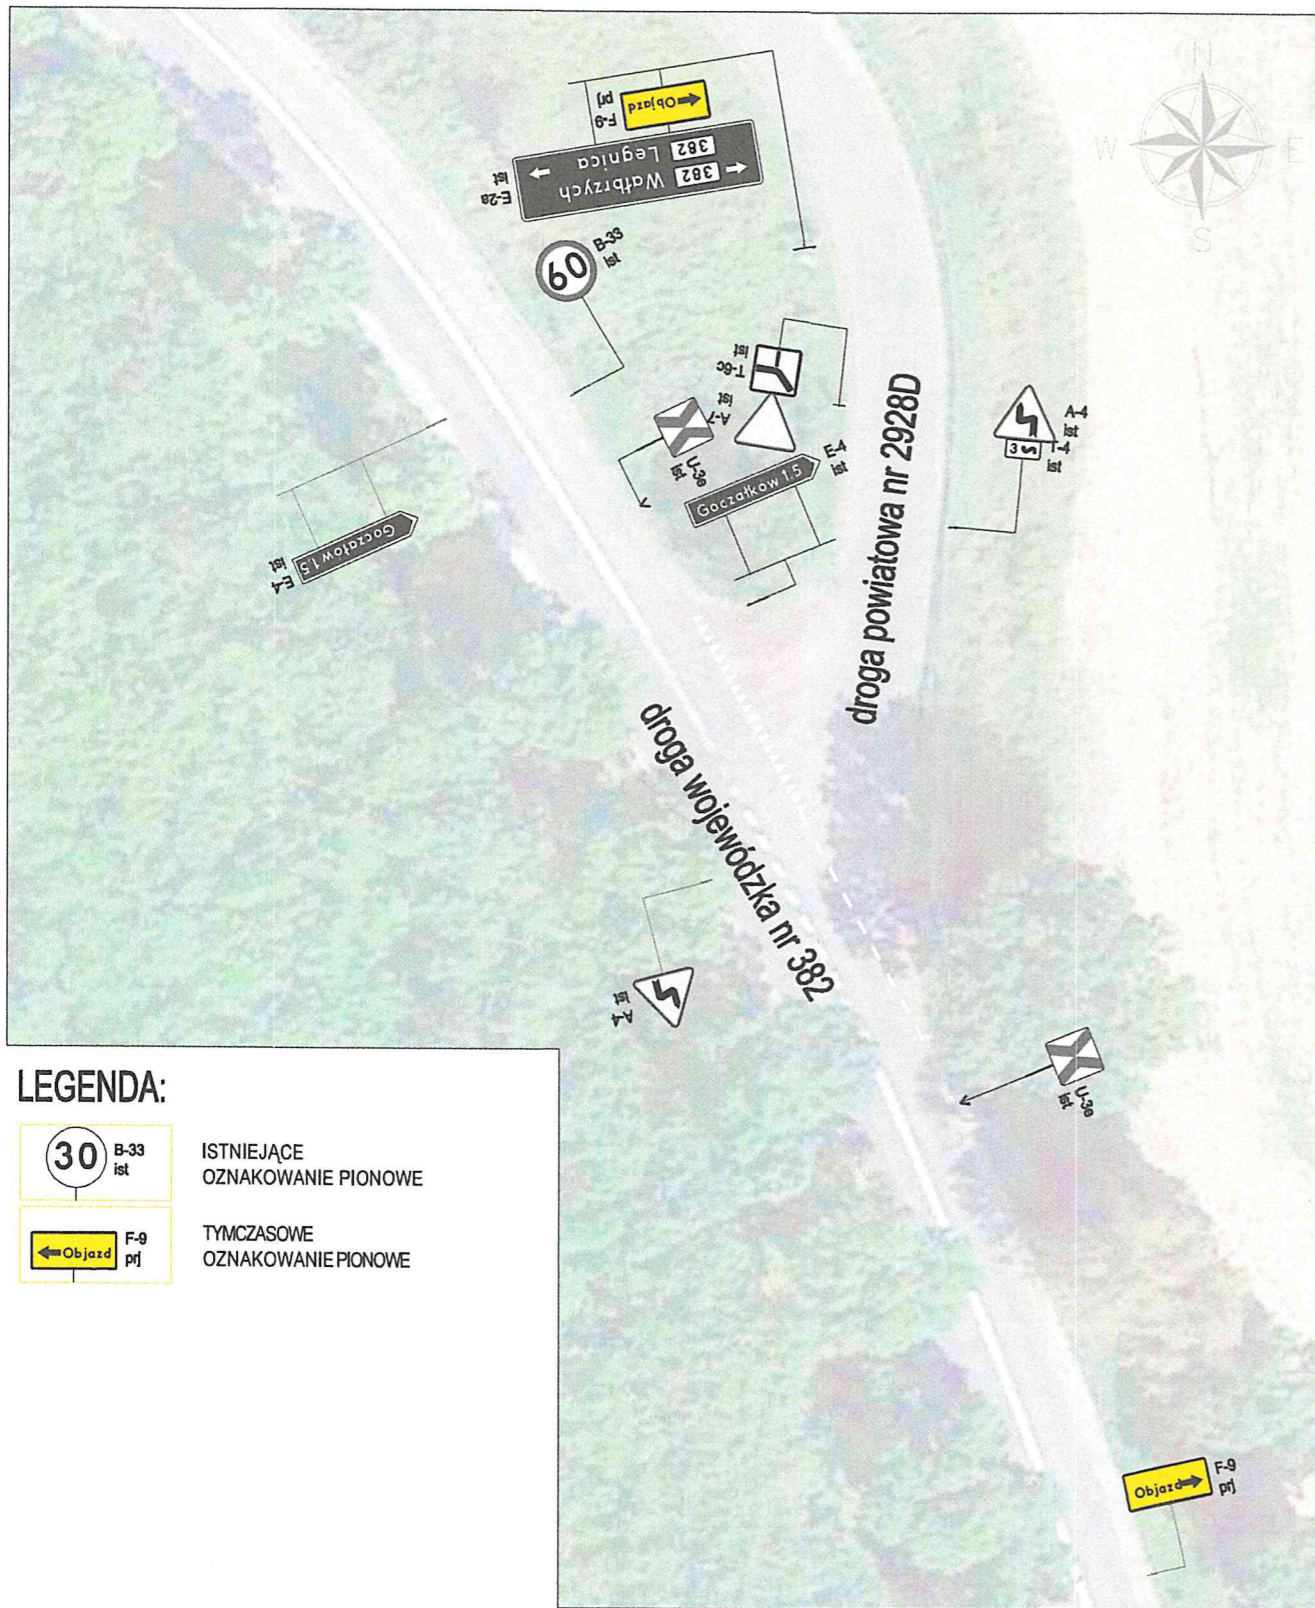 N
W
E
S
Objazd
F-9
prj
382
Wałbrzych
382
Legnica
E-2a
ist
60
B-33
ist
T-6c
ist
A-7
ist
U-3e
ist
Goczałków 1.5
E-4
ist
A-4
ist
3
T-4
ist
droga powiatowa nr 2928D
Goczałow 1.5
E-4
ist
droga wojewódzka nr 382
A-4
ist
U-3e
ist
Objazd
F-9
prj
LEGENDA:
30
B-33
ist
ISTNIEJĄCE
OZNAKOWANIE PIONOWE
Objazd
F-9
prj
TYMCZASOWE
OZNAKOWANIE PIONOWE